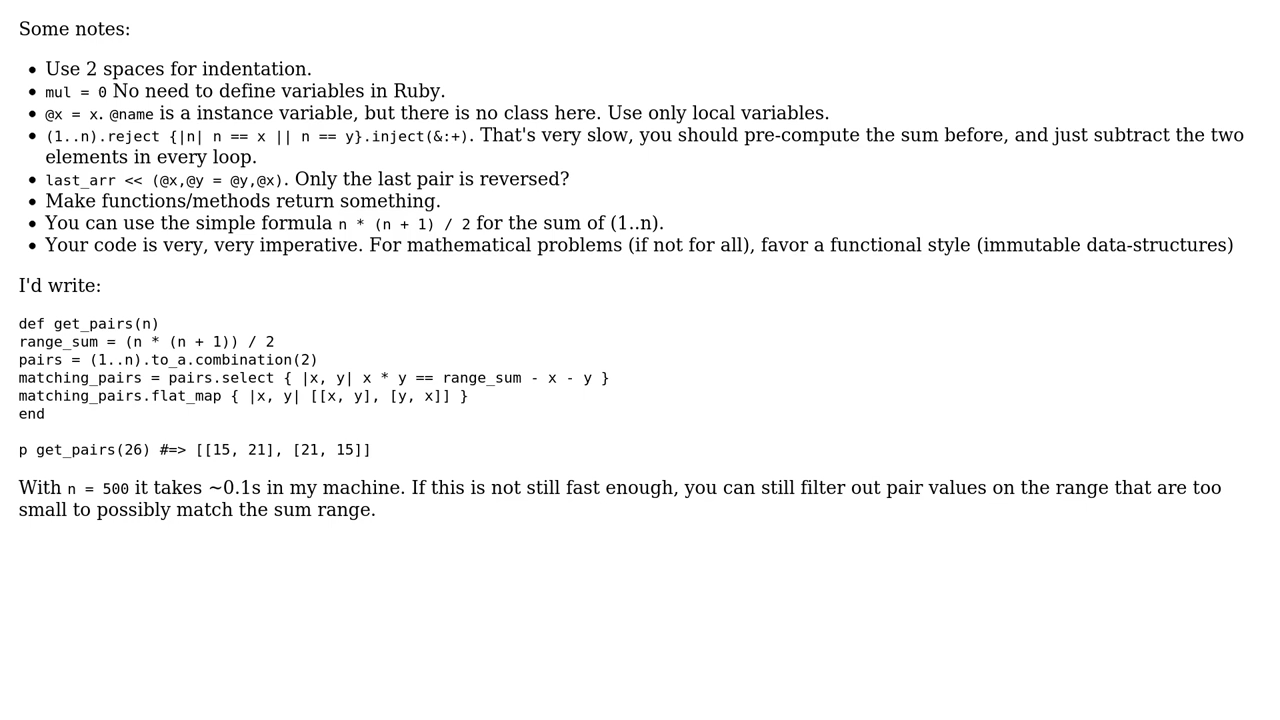 Some notes:
Use 2 spaces for indentation.
mul = 0 No need to define variables in Ruby.
@x = x. @name is a instance variable, but there is no class here. Use only local variables.
(1..n).reject {|n| n == x || n == y}.inject(&:+). That's very slow, you should pre-compute the sum before, and just subtract the two
elements in every loop.
last_arr << (@x,@y = @y,@x). Only the last pair is reversed?
Make functions/methods return something.
You can use the simple formula n * (n + 1) / 2 for the sum of (1..n).
Your code is very, very imperative. For mathematical problems (if not for all), favor a functional style (immutable data-structures)
I'd write:
def get_pairs(n)
range_sum = (n * (n + 1)) / 2
pairs = (1..n).to_a.combination(2)
matching_pairs = pairs.select { |x, y| x * y == range_sum - x - y }
matching_pairs.flat_map { |x, y| [[x, y], [y, x]] }
end
p get_pairs(26) #=> [[15, 21], [21, 15]]
With n = 500 it takes ~0.1s in my machine. If this is not still fast enough, you can still filter out pair values on the range that are too
small to possibly match the sum range.